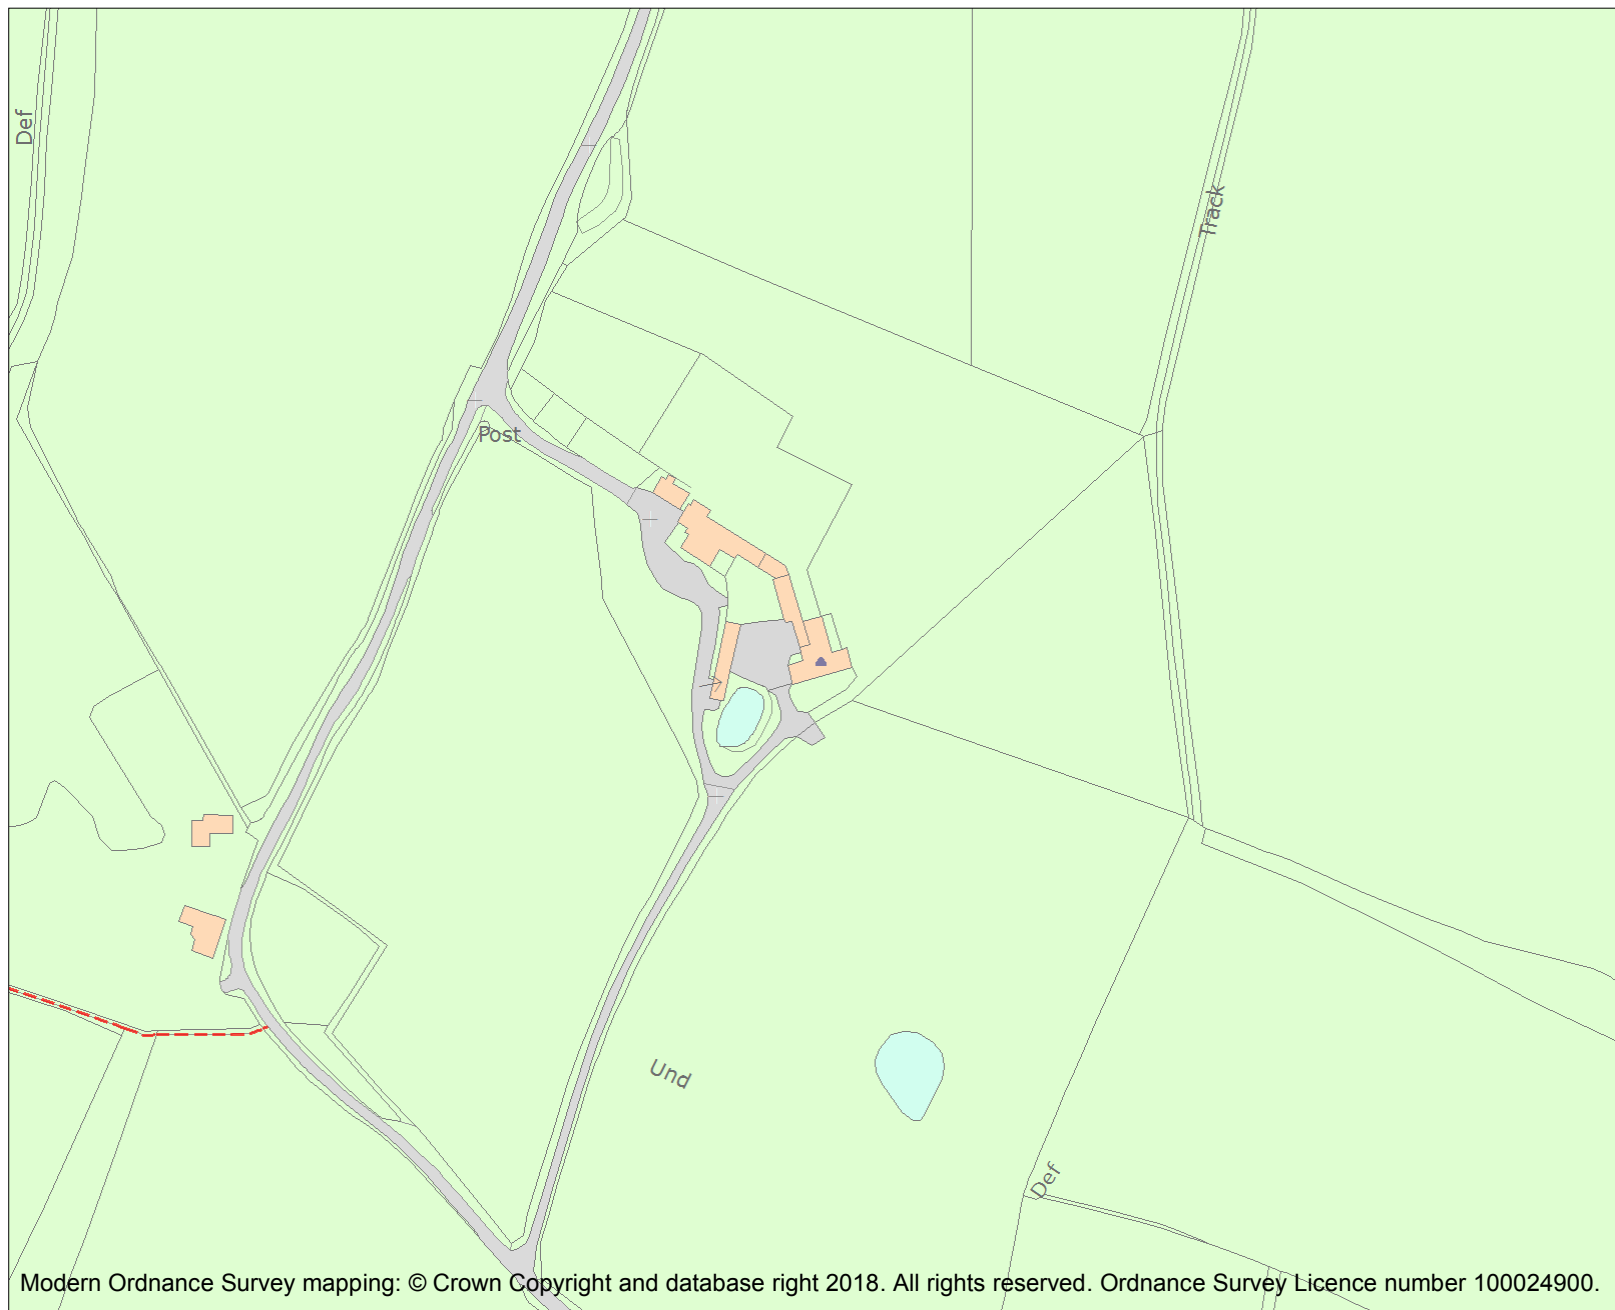 Def
Track
Post
Und
Def
Modern Ordnance Survey mapping: © Crown Copyright and database right 2018. All rights reserved. Ordnance Survey Licence number 100024900.